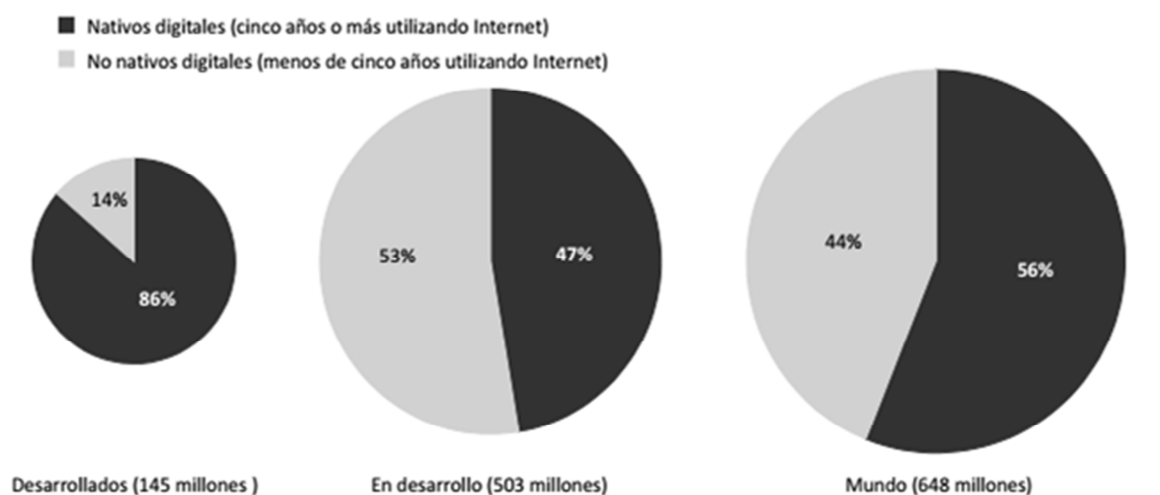 Nativos digitales (cinco años o más utilizando Internet)
No nativos digitales (menos de cinco años utilizando Internet)
14%
86%
53%
47%
44%
56%
Desarrollados (145 millones )
En desarrollo (503 millones)
Mundo (648 millones)